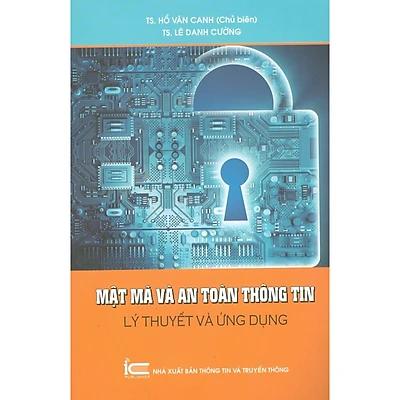 TS. HỒ VĂN CANH (Chủ biên)
TS. LÊ DANH CƯỜNG
MẬT MÃ VÀ AN TOÀN THÔNG TIN
LÝ THUYẾT VÀ ỨNG DỤNG
NHÀ XUẤT BẢN THÔNG TIN VÀ TRUYỀN THÔNG